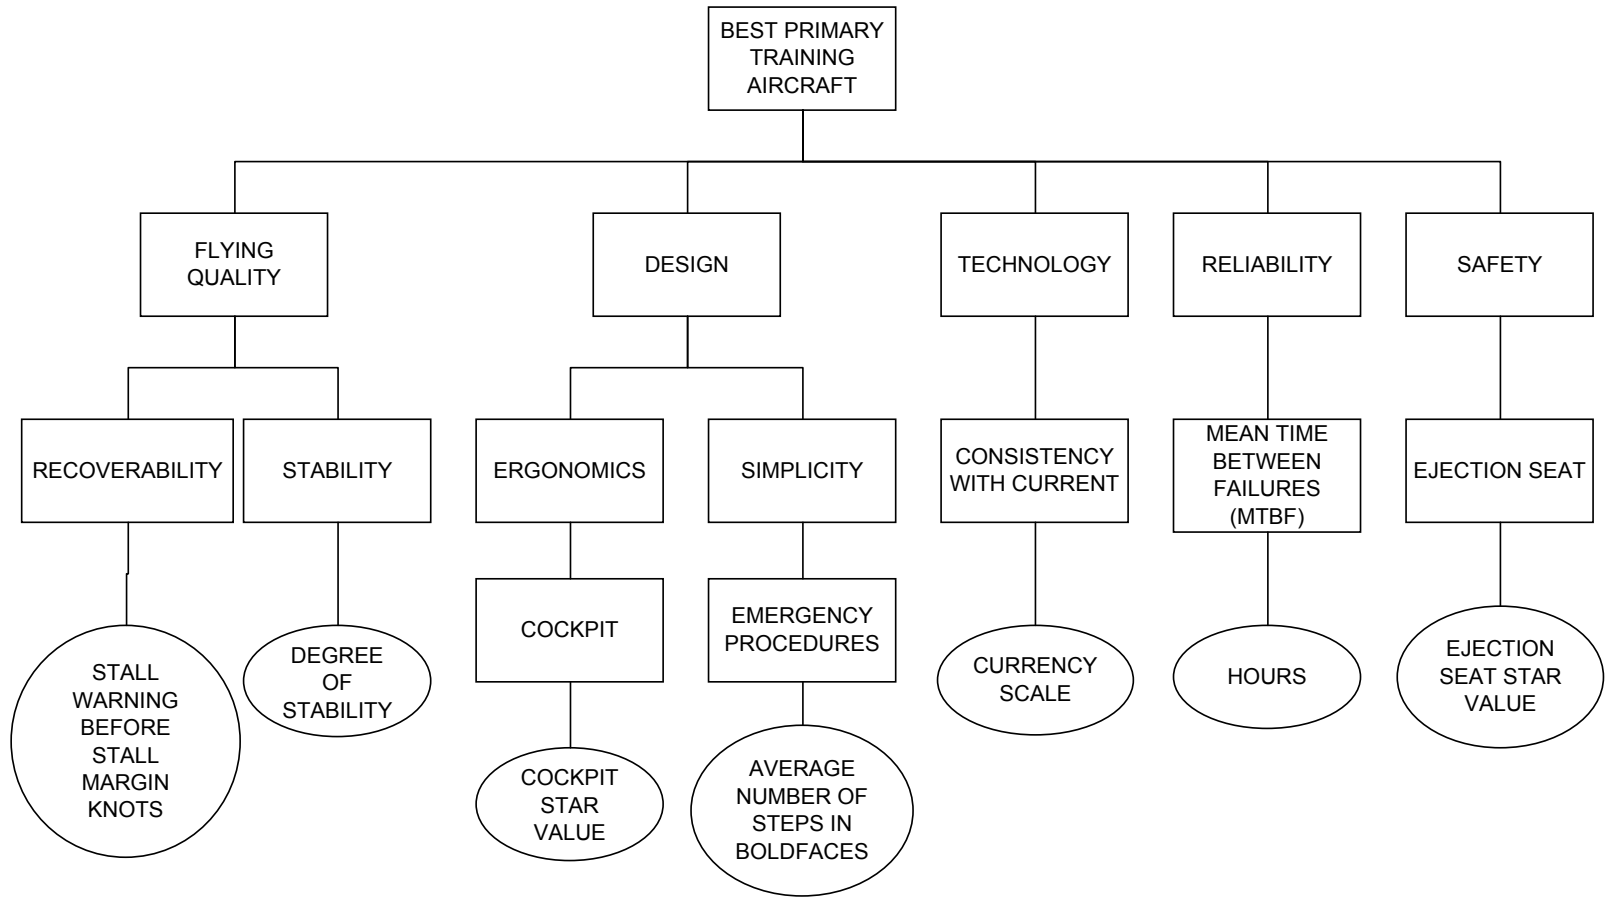 BEST PRIMARY
TRAINING
AIRCRAFT
FLYING
QUALITY
DESIGN
TECHNOLOGY
RELIABILITY
SAFETY
RECOVERABILITY
STABILITY
ERGONOMICS
SIMPLICITY
CONSISTENCY
WITH CURRENT
MEAN TIME
BETWEEN
FAILURES
(MTBF)
EJECTION SEAT
COCKPIT
EMERGENCY
PROCEDURES
STALL
WARNING
BEFORE
STALL
MARGIN
KNOTS
DEGREE
OF
STABILITY
COCKPIT
STAR
VALUE
AVERAGE
NUMBER OF
STEPS IN
BOLDFACES
CURRENCY
SCALE
HOURS
EJECTION
SEAT STAR
VALUE